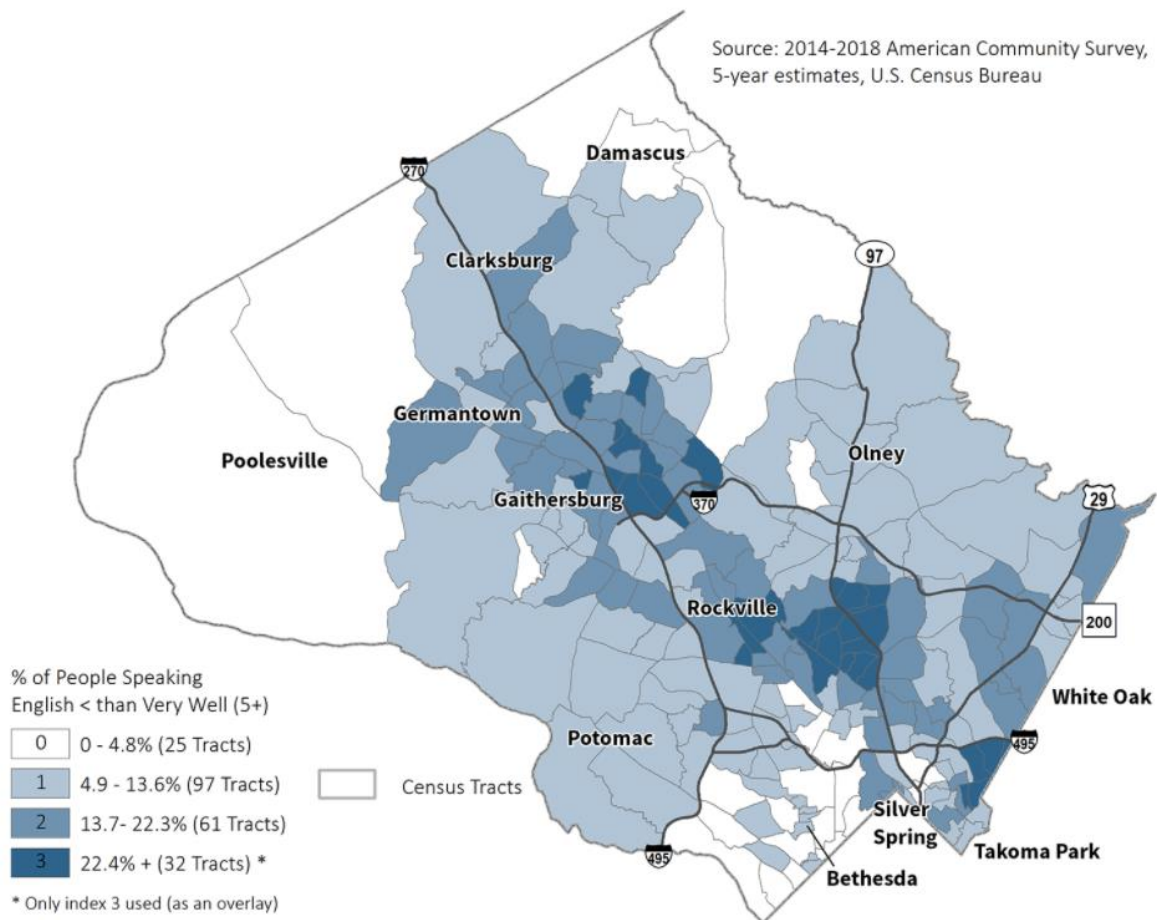 Source: 2014-2018 American Community Survey,
5-year estimates, U.S. Census Bureau
Damascus
270
97
Clarksburg
Germantown
Olney
Poolesville
Gaithersburg
370
29
Rockville
200
% of People Speaking
English < than Very Well (5+)
0 0 - 4.8% (25 Tracts)
1 4.9 - 13.6% (97 Tracts)
2 13.7- 22.3% (61 Tracts)
3 22.4% + (32 Tracts) *
* Only index 3 used (as an overlay)
Census Tracts
White Oak
Potomac
495
Silver
Spring
Takoma Park
495
Bethesda